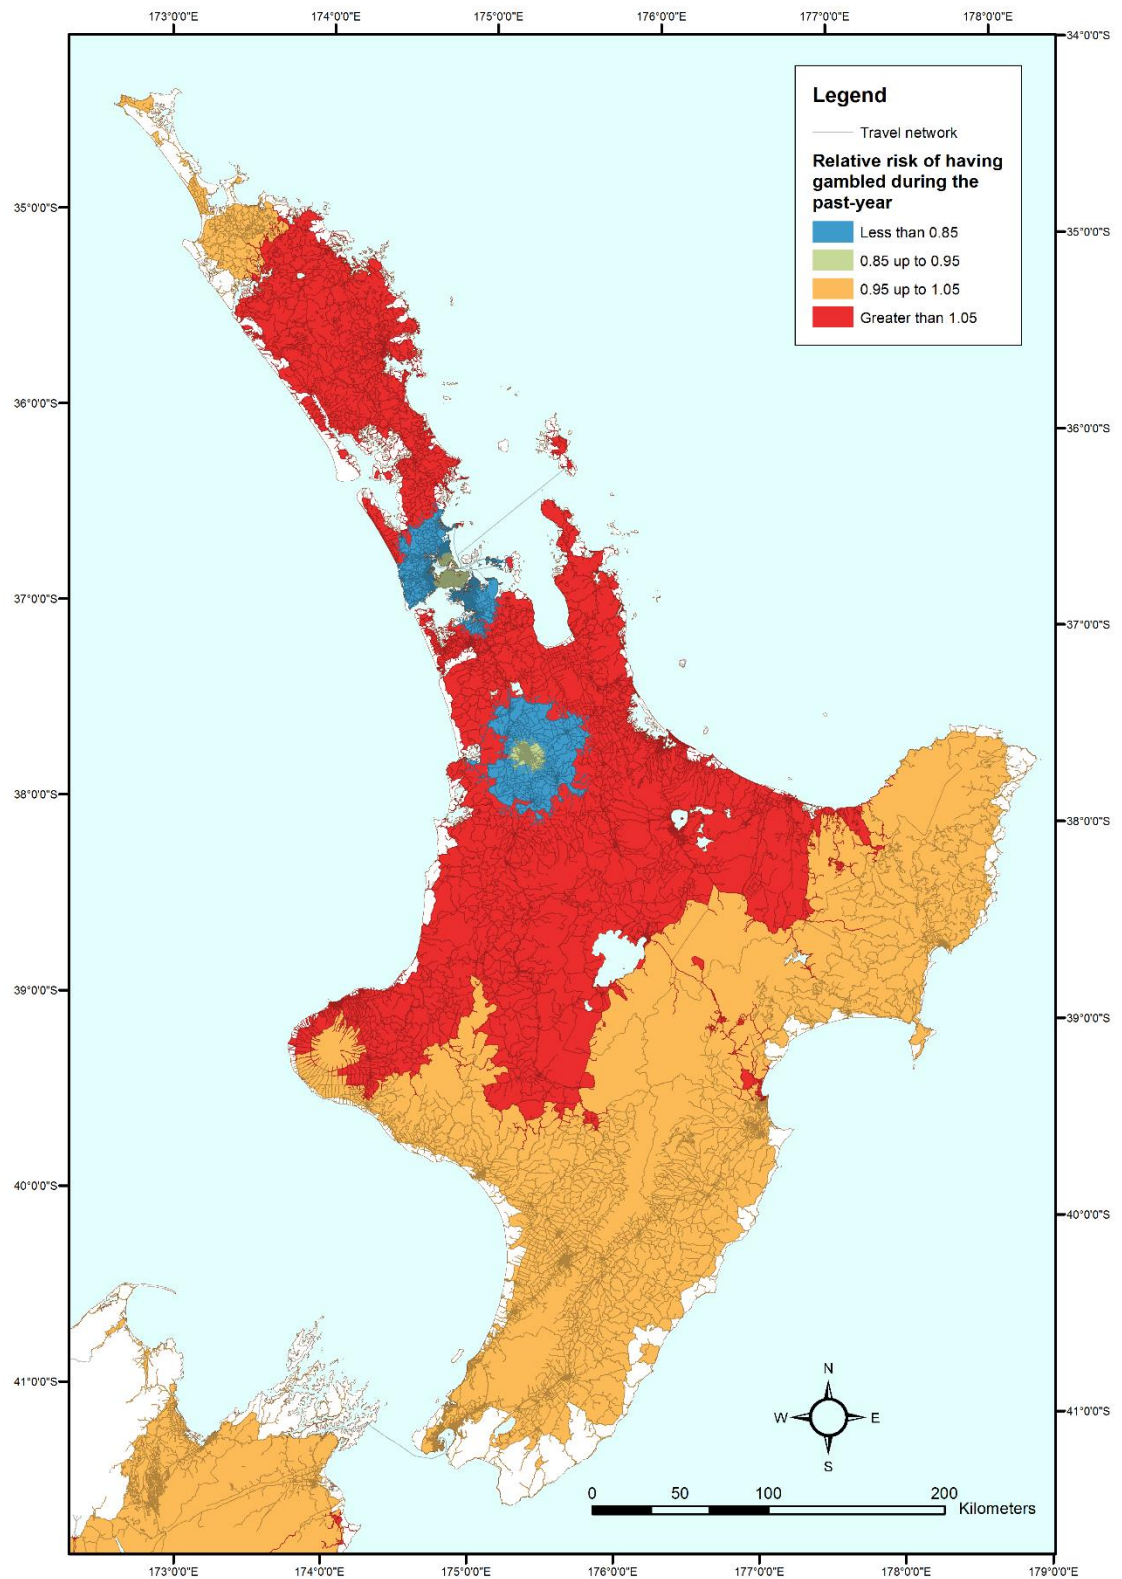 173°0'0"E 174°0'0"E 175°0'0"E 176°0'0"E 177°0'0"E 178°0'0"E
34°0'0"S
Legend
Travel network
Relative risk of having
gambled during the
past-year
Less than 0.85
0.85 up to 0.95
0.95 up to 1.05
Greater than 1.05
35°0'0"S
35°0'0"S
36°0'0"S
36°0'0"S
37°0'0"S
37°0'0"S
38°0'0"S
38°0'0"S
39°0'0"S
39°0'0"S
40°0'0"S
40°0'0"S
41°0'0"S
41°0'0"S
N
W E
S
0 50 100 200
Kilometers
173°0'0"E 174°0'0"E 175°0'0"E 176°0'0"E 177°0'0"E 178°0'0"E 179°0'0"E